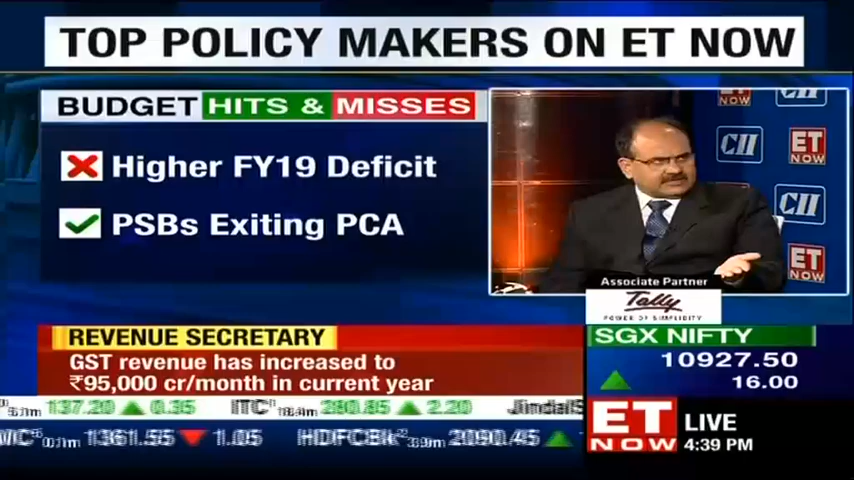 TOP POLICY MAKERS ON ET NOW
BUDGET HITS & MISSES
Higher FY19 Deficit
PSBs Exiting PCA
ET
NOW
CII
CII
ET
NOW
CII
ET
NOW
Associate Partner
Tally
POWER OF SIMPLICITY
REVENUE SECRETARY
GST revenue has increased to
₹95,000 cr/month in current year
SGX NIFTY
10927.50
16.00
137.20 0.35 ITC 280.85 2.20
1361.55 1.05 HDFCBk 2090.45
ET
NOW
LIVE
4:39 PM